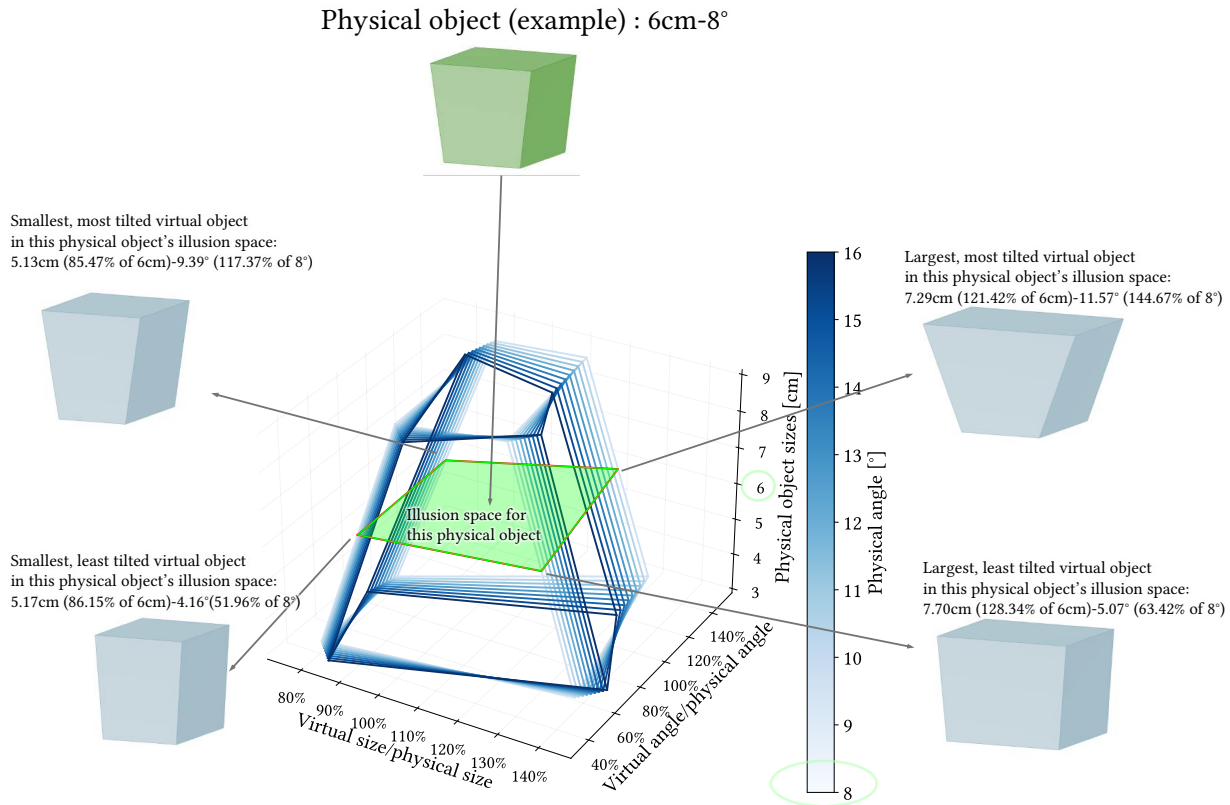 Physical object (example) : 6cm-8°
Smallest, most tilted virtual object
in this physical object's illusion space:
5.13cm (85.47% of 6cm)-9.39° (117.37% of 8°)
Largest, most tilted virtual object
in this physical object's illusion space:
7.29cm (121.42% of 6cm)-11.57° (144.67% of 8°)
Illusion space for
this physical object
Smallest, least tilted virtual object
in this physical object's illusion space:
5.17cm (86.15% of 6cm)-4.16°(51.96% of 8°)
Largest, least tilted virtual object
in this physical object's illusion space:
7.70cm (128.34% of 6cm)-5.07° (63.42% of 8°)
9
8
7
6
5
4
3
Physical object sizes [cm]
16
15
14
13
12
11
10
9
8
Physical angle [°]
80%
90%
100%
110%
120%
130%
140%
Virtual size/physical size
40%
60%
80%
100%
120%
140%
Virtual angle/physical angle